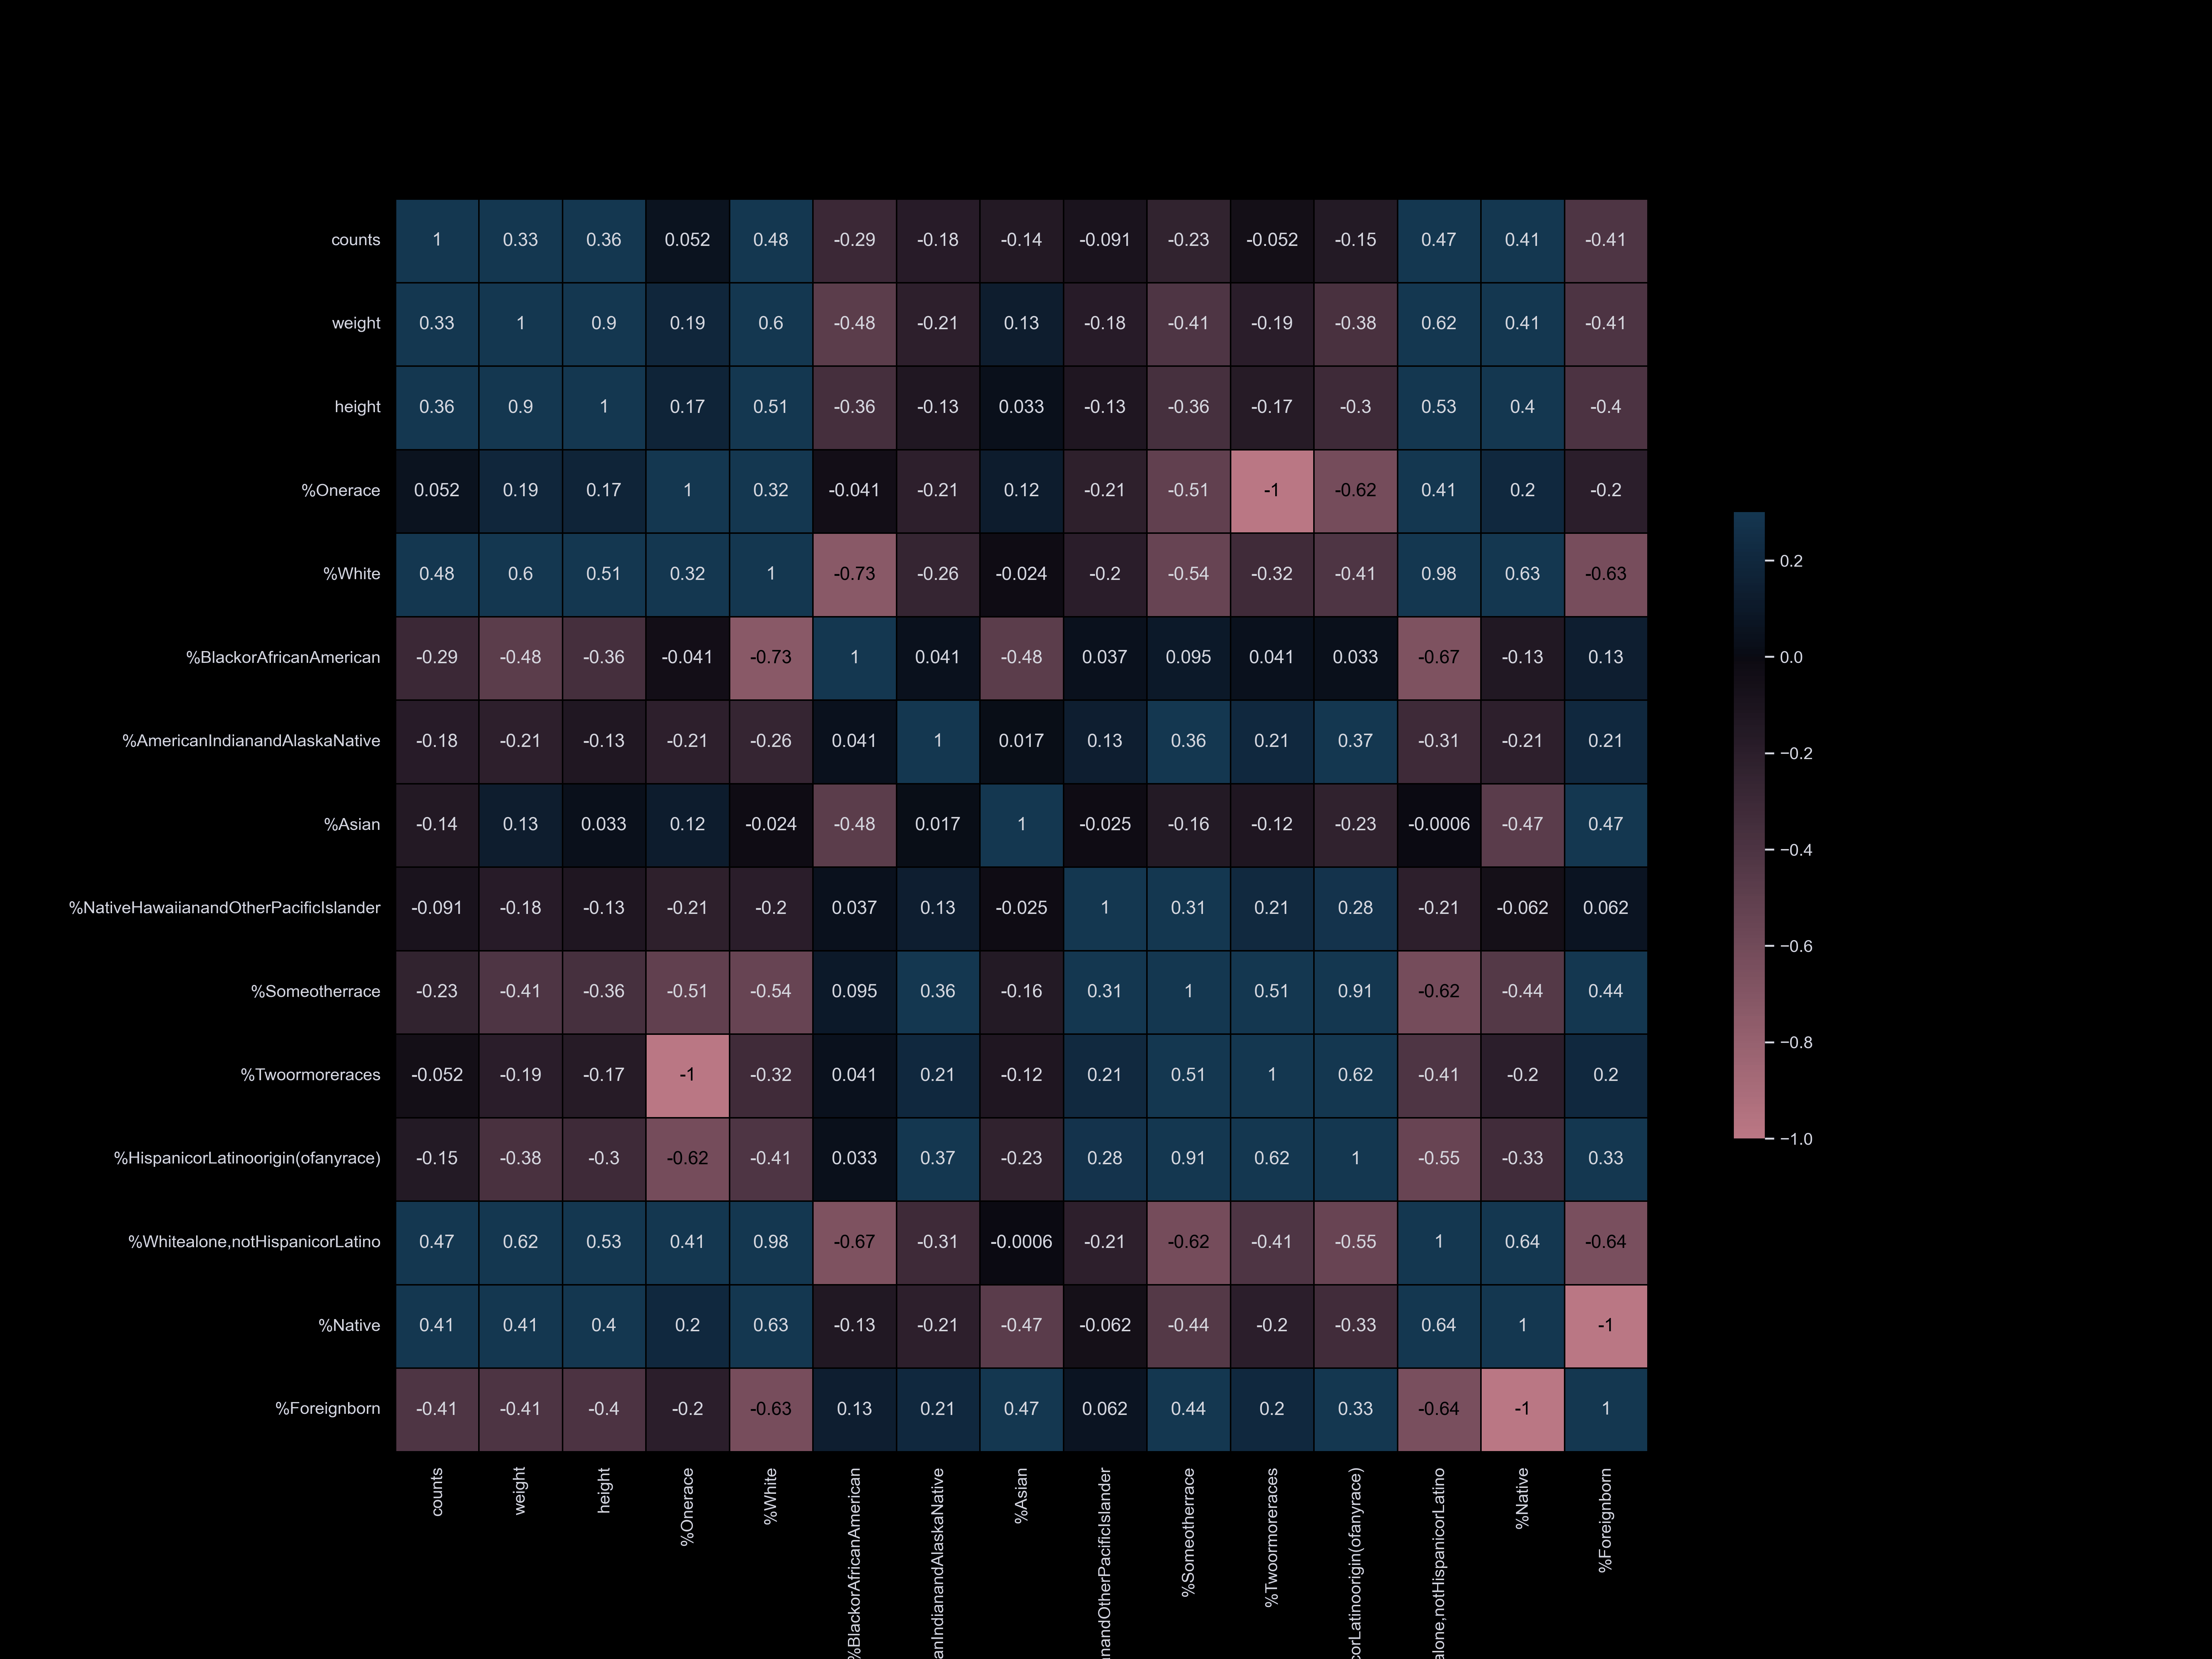 counts 1 0.33 0.36 0.052 0.48 -0.29 -0.18 -0.14 -0.091 -0.23 -0.052 -0.15 0.47 0.41 -0.41
weight 0.33 1 0.9 0.19 0.6 -0.48 -0.21 0.13 -0.18 -0.41 -0.19 -0.38 0.62 0.41 -0.41
height 0.36 0.9 1 0.17 0.51 -0.36 -0.13 0.033 -0.13 -0.36 -0.17 -0.3 0.53 0.4 -0.4
%Onerace 0.052 0.19 0.17 1 0.32 -0.041 -0.21 0.12 -0.21 -0.51 -1 -0.62 0.41 0.2 -0.2
%White 0.48 0.6 0.51 0.32 1 -0.73 -0.26 -0.024 -0.2 -0.54 -0.32 -0.41 0.98 0.63 -0.63
%BlackorAfricanAmerican -0.29 -0.48 -0.36 -0.041 -0.73 1 0.041 -0.48 0.037 0.095 0.041 0.033 -0.67 -0.13 0.13
%AmericanIndianandAlaskaNative -0.18 -0.21 -0.13 -0.21 -0.26 0.041 1 0.017 0.13 0.36 0.21 0.37 -0.31 -0.21 0.21
%Asian -0.14 0.13 0.033 0.12 -0.024 -0.48 0.017 1 -0.025 -0.16 -0.12 -0.23 -0.0006 -0.47 0.47
%NativeHawaiianandOtherPacificIslander -0.091 -0.18 -0.13 -0.21 -0.2 0.037 0.13 -0.025 1 0.31 0.21 0.28 -0.21 -0.062 0.062
%Someotherrace -0.23 -0.41 -0.36 -0.51 -0.54 0.095 0.36 -0.16 0.31 1 0.51 0.91 -0.62 -0.44 0.44
%Twoormoreraces -0.052 -0.19 -0.17 -1 -0.32 0.041 0.21 -0.12 0.21 0.51 1 0.62 -0.41 -0.2 0.2
%HispanicorLatinoorigin(ofanyrace) -0.15 -0.38 -0.3 -0.62 -0.41 0.033 0.37 -0.23 0.28 0.91 0.62 1 -0.55 -0.33 0.33
%Whitealone,notHispanicorLatino 0.47 0.62 0.53 0.41 0.98 -0.67 -0.31 -0.0006 -0.21 -0.62 -0.41 -0.55 1 0.64 -0.64
%Native 0.41 0.41 0.4 0.2 0.63 -0.13 -0.21 -0.47 -0.062 -0.44 -0.2 -0.33 0.64 1 -1
%Foreignborn -0.41 -0.41 -0.4 -0.2 -0.63 0.13 0.21 0.47 0.062 0.44 0.2 0.33 -0.64 -1 1
counts
weight
height
%Onerace
%White
%BlackorAfricanAmerican
anIndianandAlaskaNative
%Asian
nandOtherPacificIslander
%Someotherrace
%Twoormoreraces
corLatinoorigin(ofanyrace)
alone,notHispanicorLatino
%Native
%Foreignborn
0.2
0.0
−0.2
−0.4
−0.6
−0.8
−1.0